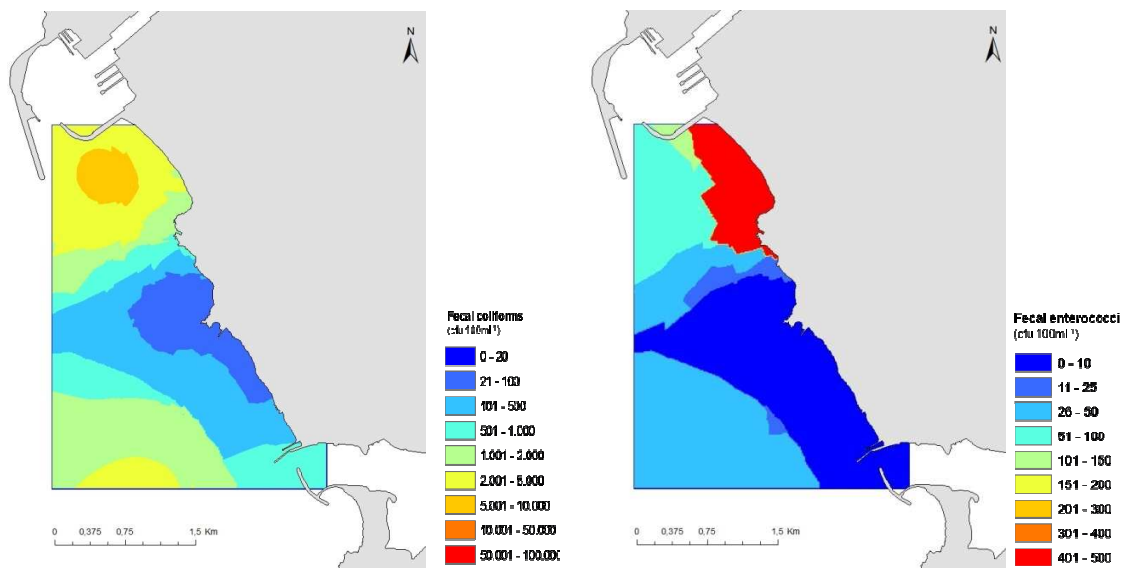 N
Fecal coliforms
(cfu 100ml⁻¹)
0 - 20
21 - 100
101 - 500
501 - 1.000
1.001 - 2.000
2.001 - 5.000
5.001 - 10.000
10.001 - 50.000
50.001 - 100.000
0 0,375 0,75 1,5 Km
N
Fecal enterococci
(cfu 100ml⁻¹)
0 - 10
11 - 25
26 - 50
51 - 100
101 - 150
151 - 200
201 - 300
301 - 400
401 - 500
0 0,375 0,75 1,5 Km